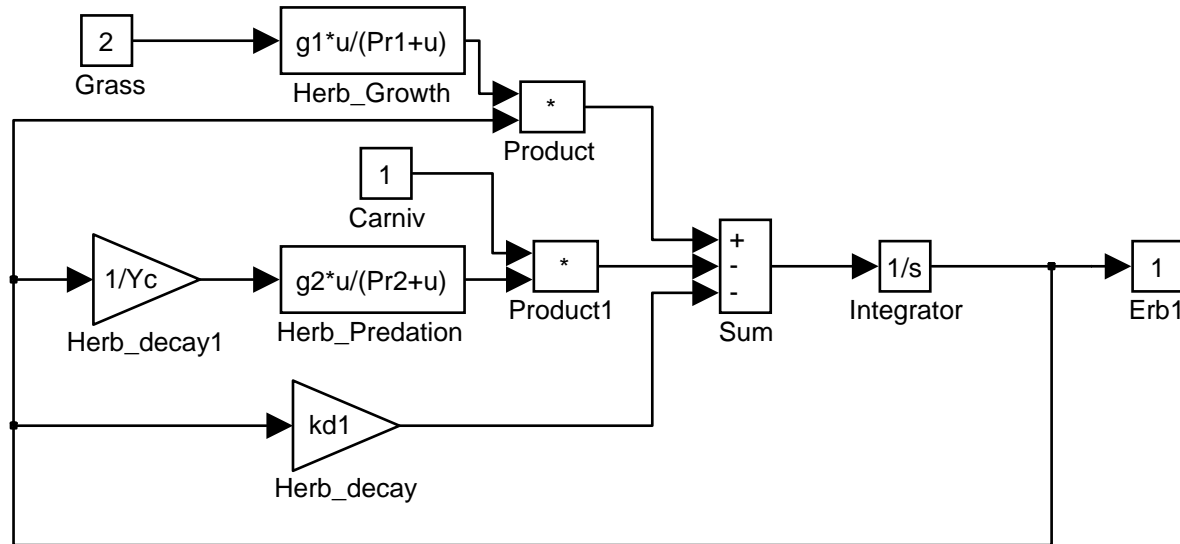 2
Grass
g1*u/(Pr1+u)
Herb_Growth
*
Product
1
Carniv
1/Yc
Herb_decay1
g2*u/(Pr2+u)
Herb_Predation
*
Product1
+
-
-
Sum
1/s
Integrator
1
Erb1
kd1
Herb_decay